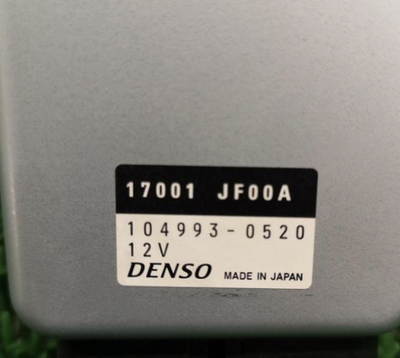 17001 JF00A
104993-0520
12V
DENSO MADE IN JAPAN